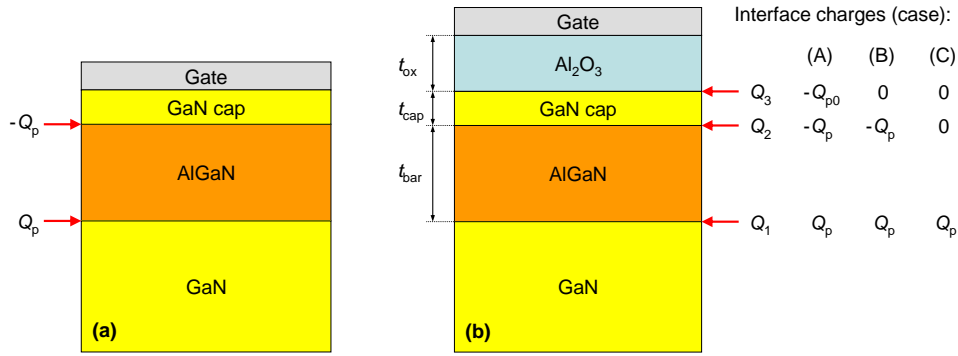 Gate
GaN cap
-Qp
AlGaN
Qp
GaN
(a)
Gate
tox
Al2O3
tcap
GaN cap
tbar
AlGaN
GaN
(b)
Interface charges (case):
(A) (B) (C)
Q3 -Qp0 0 0
Q2 -Qp -Qp 0
Q1 Qp Qp Qp